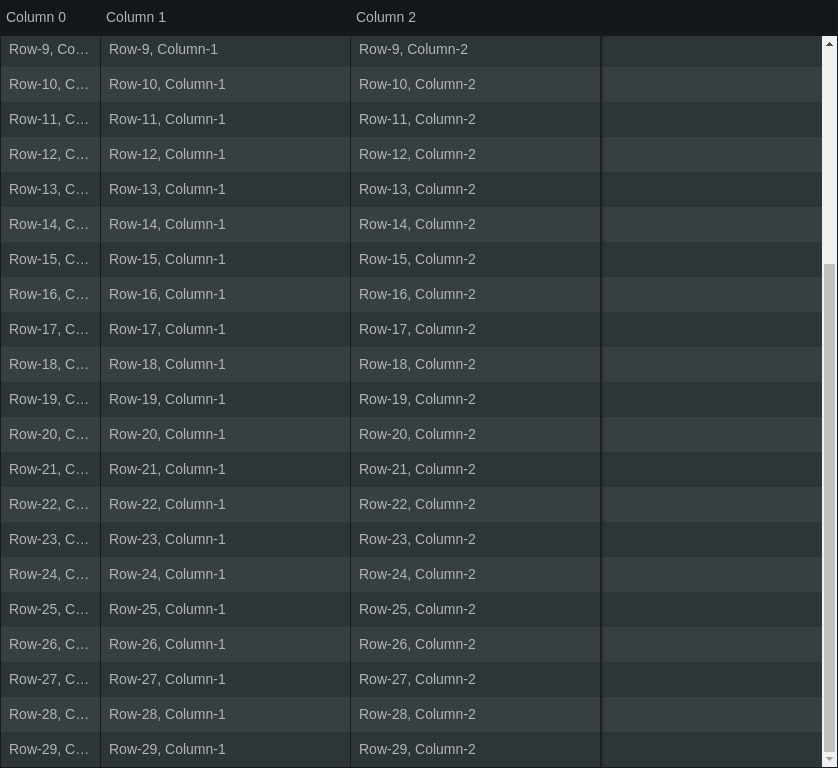 Column 0 Column 1 Column 2
Row-9, Co... Row-9, Column-1 Row-9, Column-2
Row-10, C... Row-10, Column-1 Row-10, Column-2
Row-11, C... Row-11, Column-1 Row-11, Column-2
Row-12, C... Row-12, Column-1 Row-12, Column-2
Row-13, C... Row-13, Column-1 Row-13, Column-2
Row-14, C... Row-14, Column-1 Row-14, Column-2
Row-15, C... Row-15, Column-1 Row-15, Column-2
Row-16, C... Row-16, Column-1 Row-16, Column-2
Row-17, C... Row-17, Column-1 Row-17, Column-2
Row-18, C... Row-18, Column-1 Row-18, Column-2
Row-19, C... Row-19, Column-1 Row-19, Column-2
Row-20, C... Row-20, Column-1 Row-20, Column-2
Row-21, C... Row-21, Column-1 Row-21, Column-2
Row-22, C... Row-22, Column-1 Row-22, Column-2
Row-23, C... Row-23, Column-1 Row-23, Column-2
Row-24, C... Row-24, Column-1 Row-24, Column-2
Row-25, C... Row-25, Column-1 Row-25, Column-2
Row-26, C... Row-26, Column-1 Row-26, Column-2
Row-27, C... Row-27, Column-1 Row-27, Column-2
Row-28, C... Row-28, Column-1 Row-28, Column-2
Row-29, C... Row-29, Column-1 Row-29, Column-2